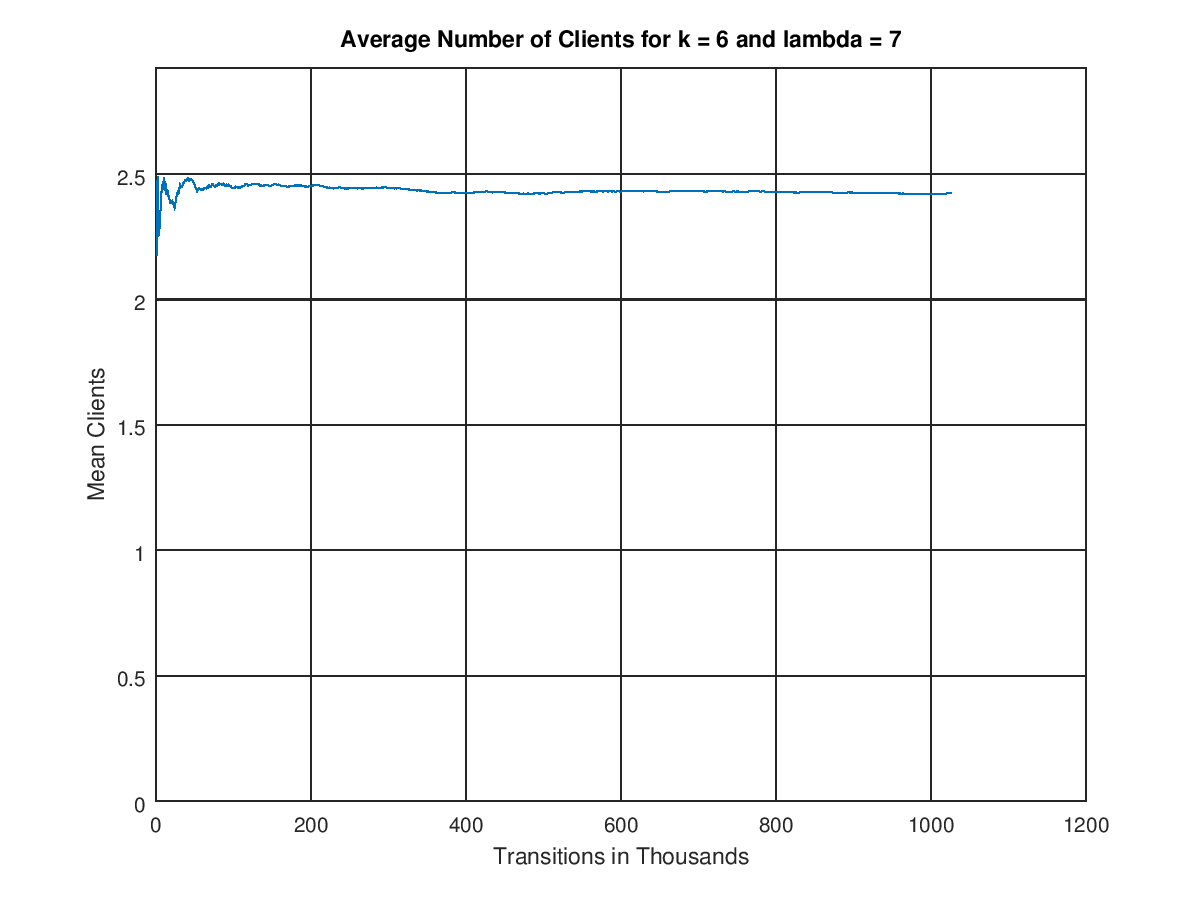 Average Number of Clients for k = 6 and lambda = 7
2.5
2
1.5
1
0.5
0
Mean Clients
0 200 400 600 800 1000 1200
Transitions in Thousands